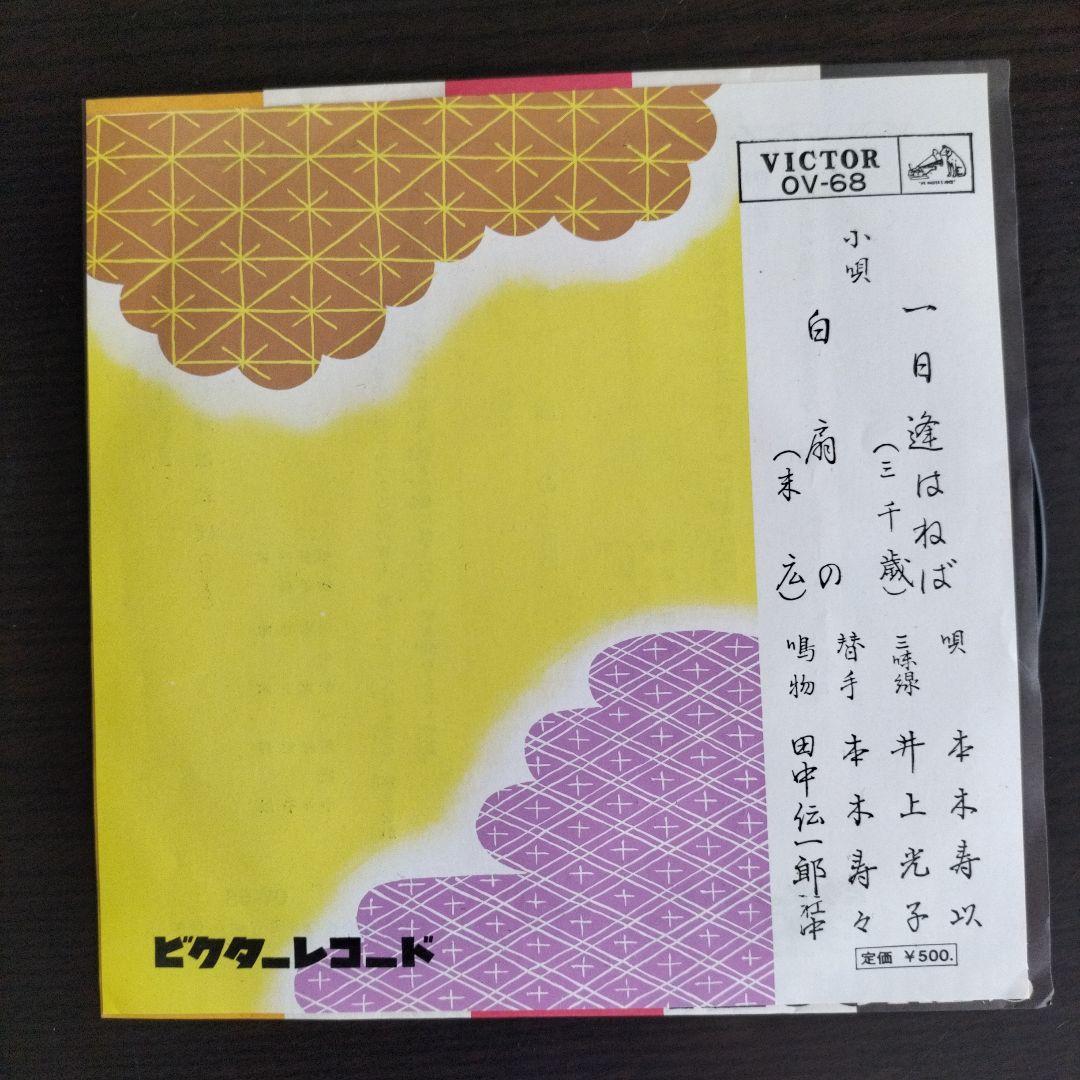 VICTOR
OV-68
"HIS MASTER'S VOICE"
小唄
一日逢はねば
(三千歳)
白扇の
(末広)
唄 本木寿以
三味線 井上光子
替手 本木寿々
鳴物 田中伝一郎社中
定価 ¥500.
ビクターレコード